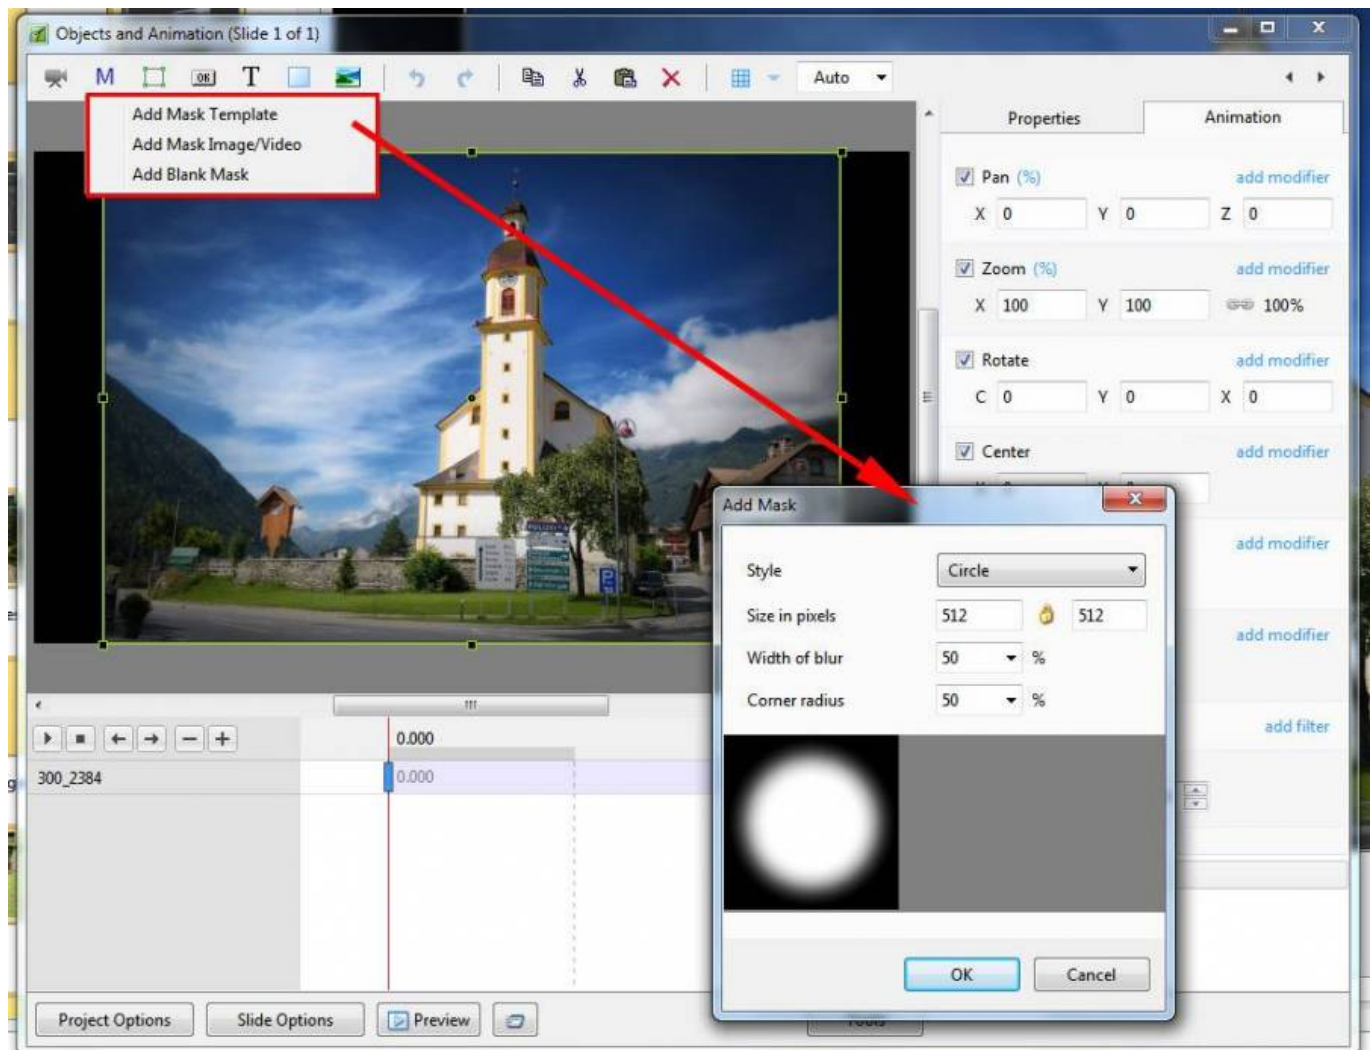 Objects and Animation (Slide 1 of 1)
M OK T Auto
Add Mask Template
Add Mask Image/Video
Add Blank Mask
Properties Animation
Pan (%) add modifier
X 0 Y 0 Z 0
Zoom (%) add modifier
X 100 Y 100 100%
Rotate add modifier
C 0 Y 0 X 0
Center add modifier
add modifier
add modifier
add filter
POLIZEI
P
Add Mask
Style Circle
Size in pixels 512 512
Width of blur 50 %
Corner radius 50 %
OK Cancel
0.000
300_2384 0.000
Project Options Slide Options Preview Tools